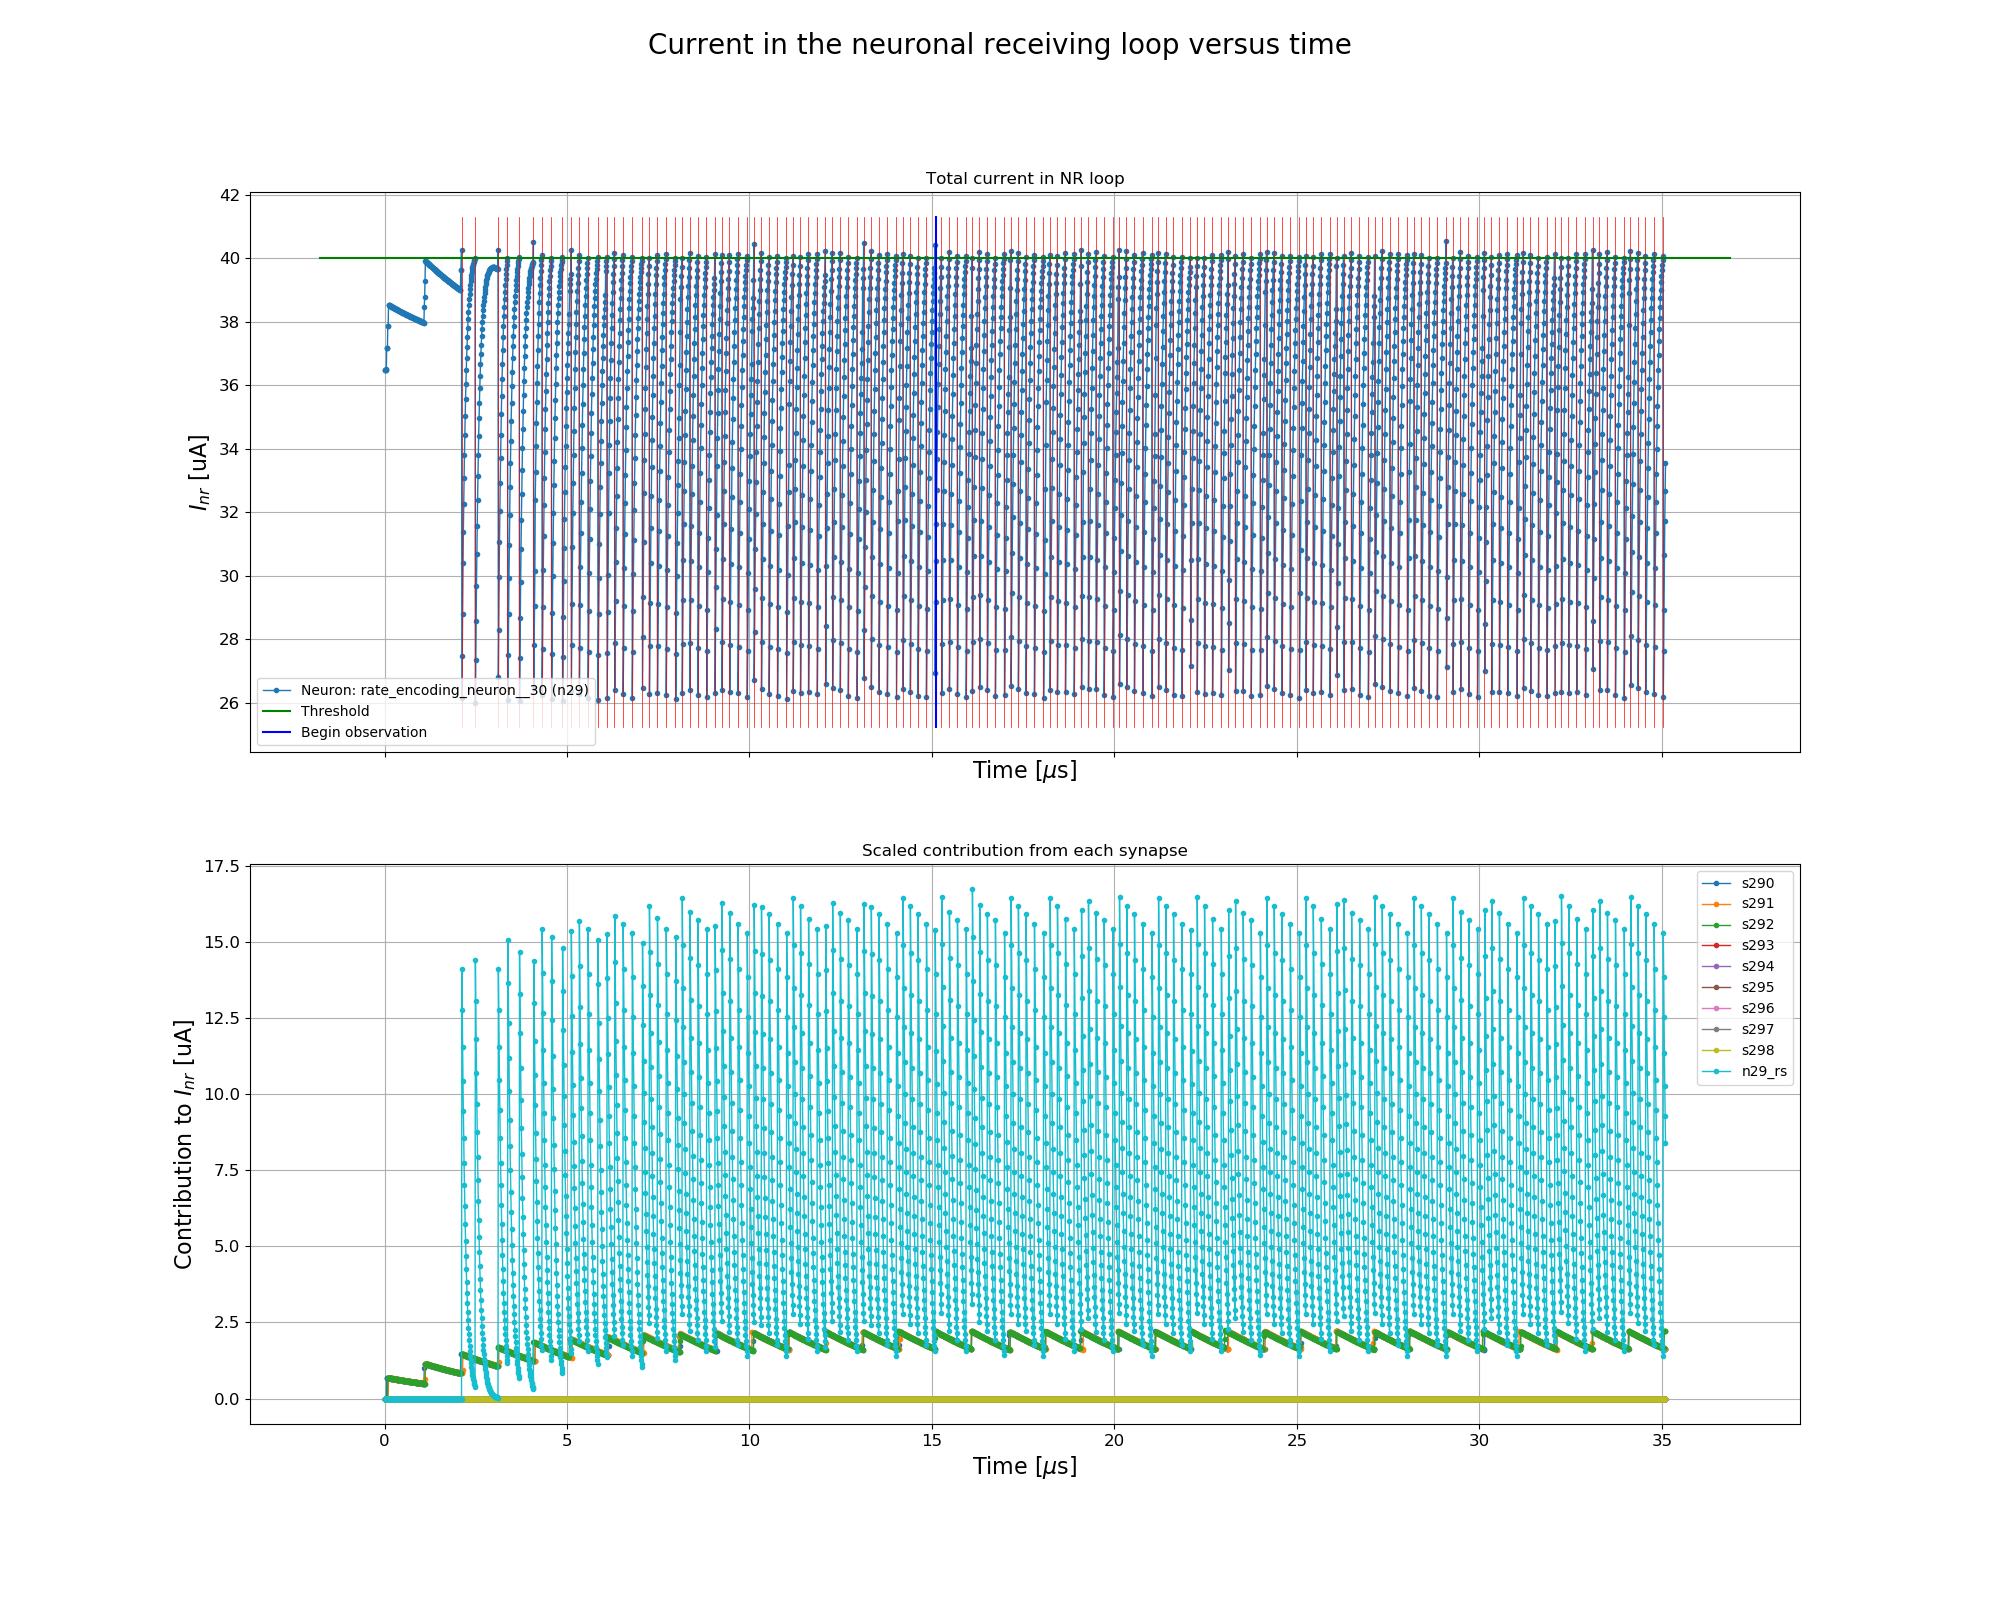 Current in the neuronal receiving loop versus time
Total current in NR loop
42
40
38
36
34
32
30
28
26
I_nr [uA]
Neuron: rate_encoding_neuron__30 (n29)
Threshold
Begin observation
Time [μs]
Scaled contribution from each synapse
17.5
15.0
12.5
10.0
7.5
5.0
2.5
0.0
Contribution to I_nr [uA]
s290
s291
s292
s293
s294
s295
s296
s297
s298
n29_rs
0 5 10 15 20 25 30 35
Time [μs]